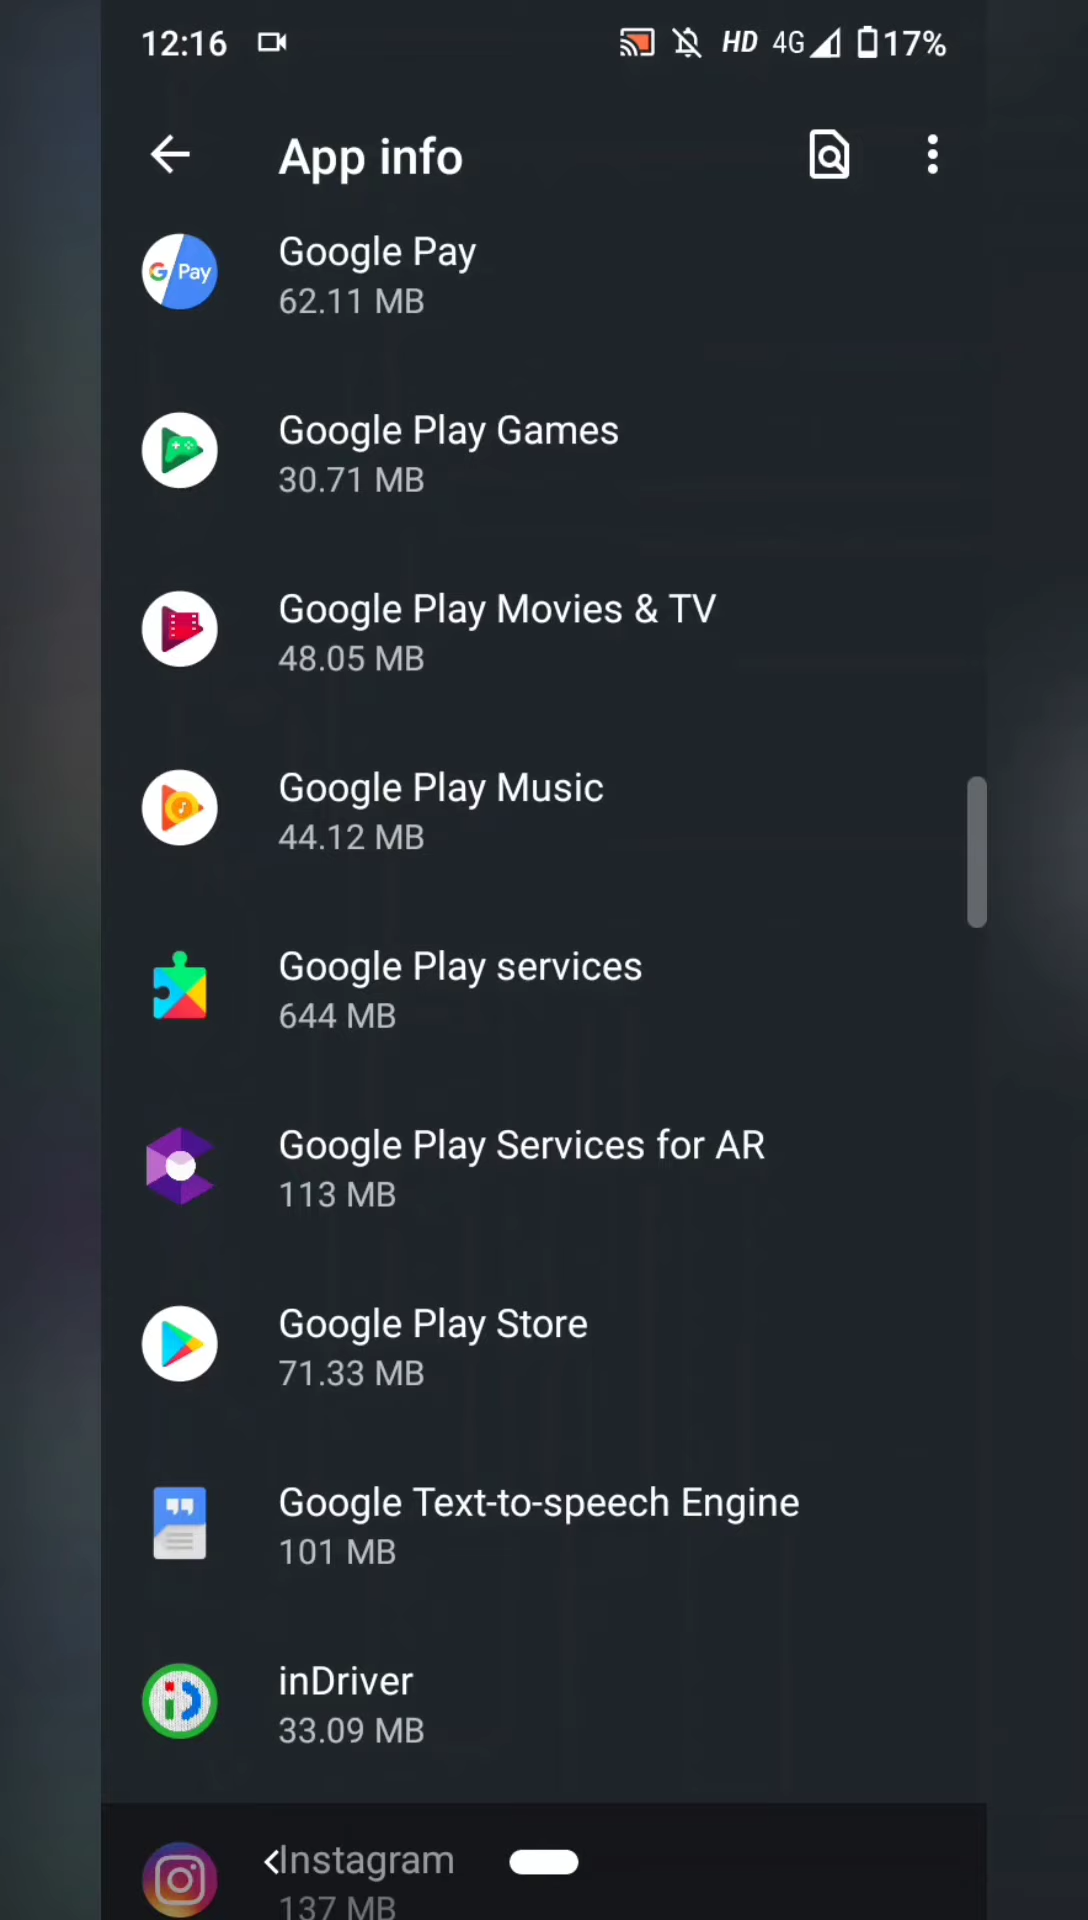 12:16 HD 4G 17%
App info
Google Pay
G Pay
62.11 MB
Google Play Games
30.71 MB
Google Play Movies & TV
48.05 MB
Google Play Music
44.12 MB
Google Play services
644 MB
Google Play Services for AR
113 MB
Google Play Store
71.33 MB
Google Text-to-speech Engine
101 MB
inDriver
iD
33.09 MB
Instagram
137 MB